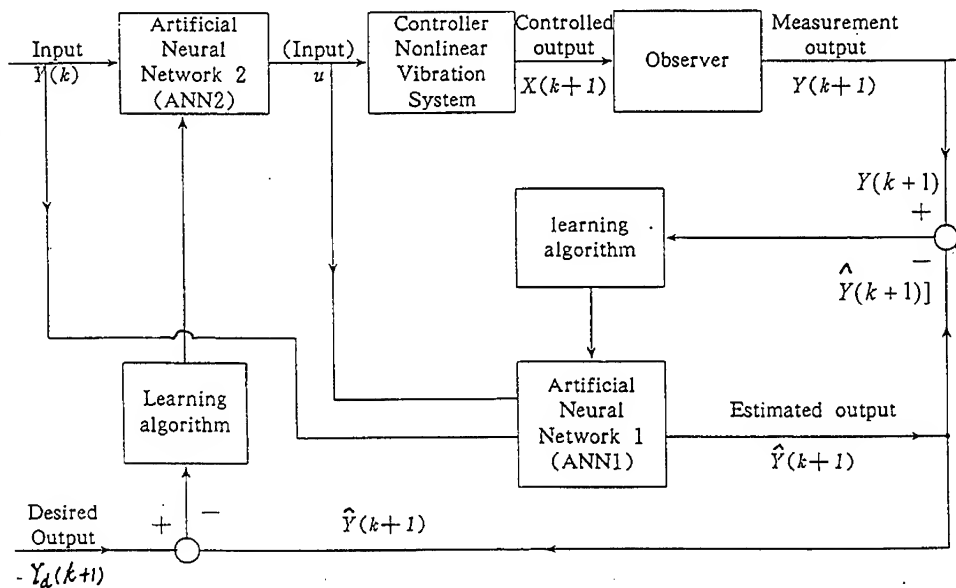 Input
Y(k)
Artificial
Neural
Network 2
(ANN2)
(Input)
u
Controller
Nonlinear
Vibration
System
Controlled
output
X(k+1)
Observer
Measurement
output
Y(k+1)
Y(k+1)
+
−
Ŷ(k+1)]
learning
algorithm
Learning
algorithm
Artificial
Neural
Network 1
(ANN1)
Estimated output
Ŷ(k+1)
Desired
Output
- Y_d(k+1)
+
−
Ŷ(k+1)